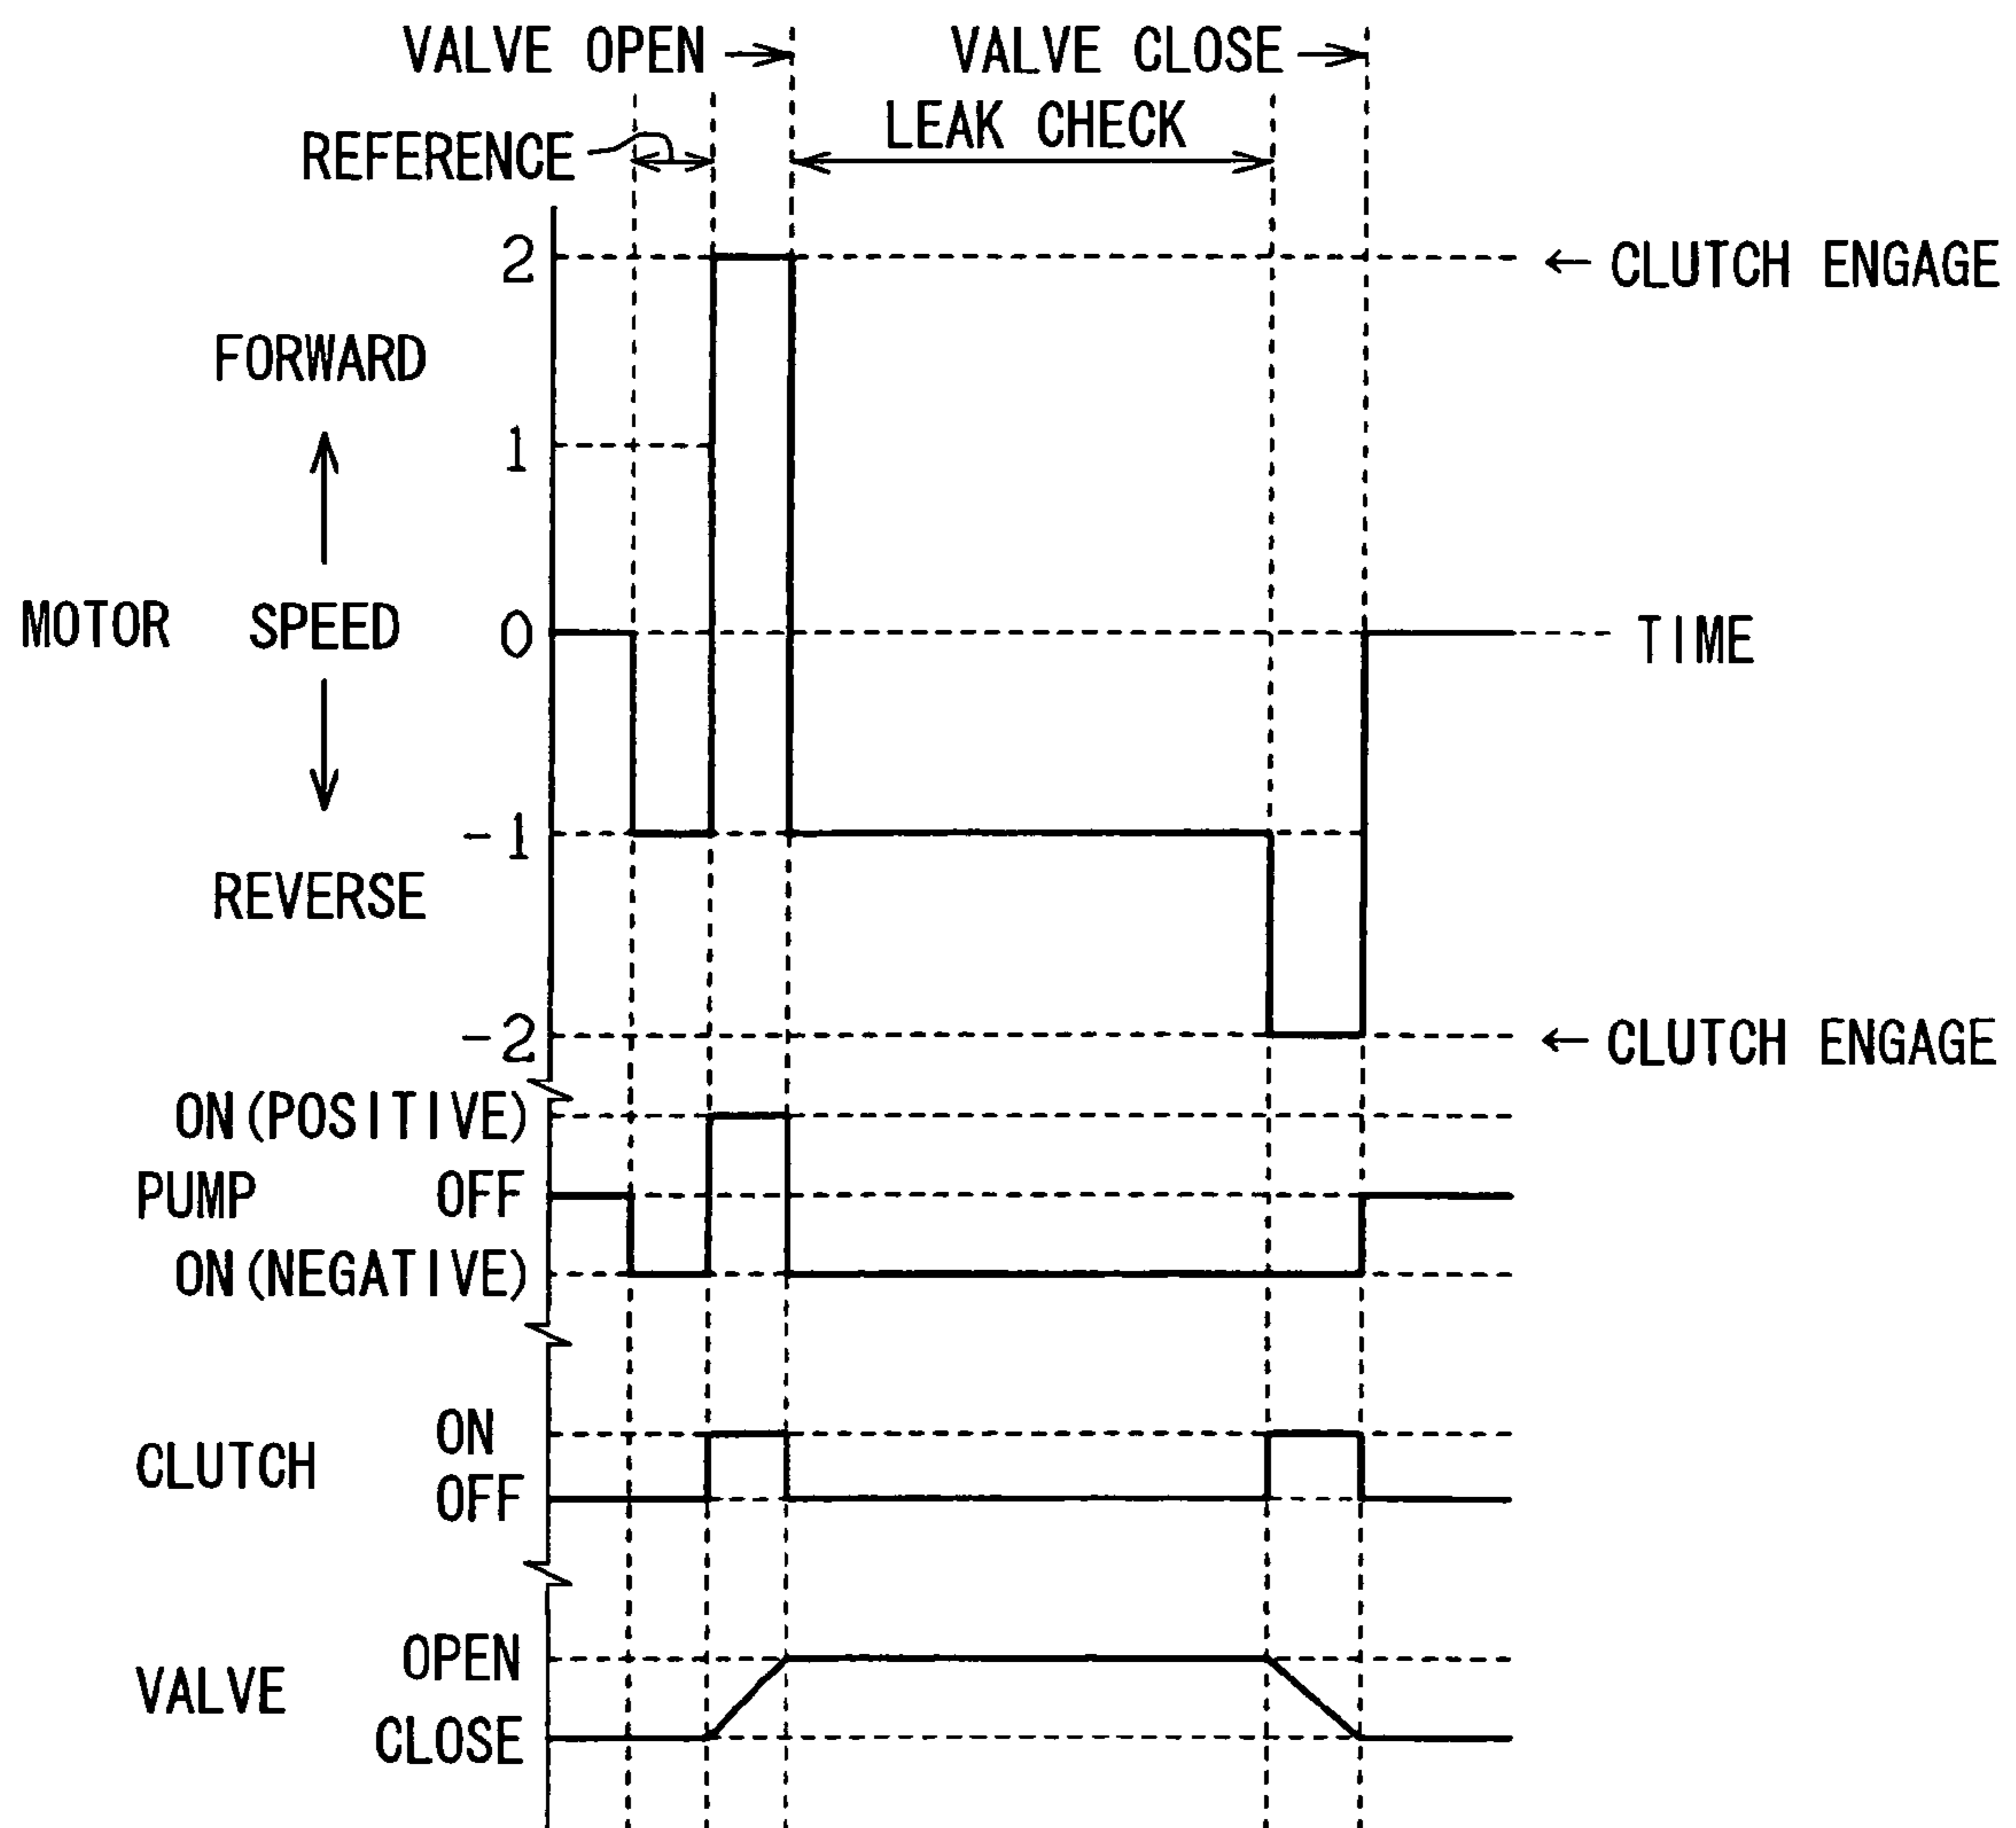 VALVE OPEN
VALVE CLOSE
REFERENCE
LEAK CHECK
2
CLUTCH ENGAGE
FORWARD
1
MOTOR SPEED
0
TIME
-1
REVERSE
-2
CLUTCH ENGAGE
ON(POSITIVE)
PUMP OFF
ON(NEGATIVE)
CLUTCH
ON
OFF
VALVE
OPEN
CLOSE